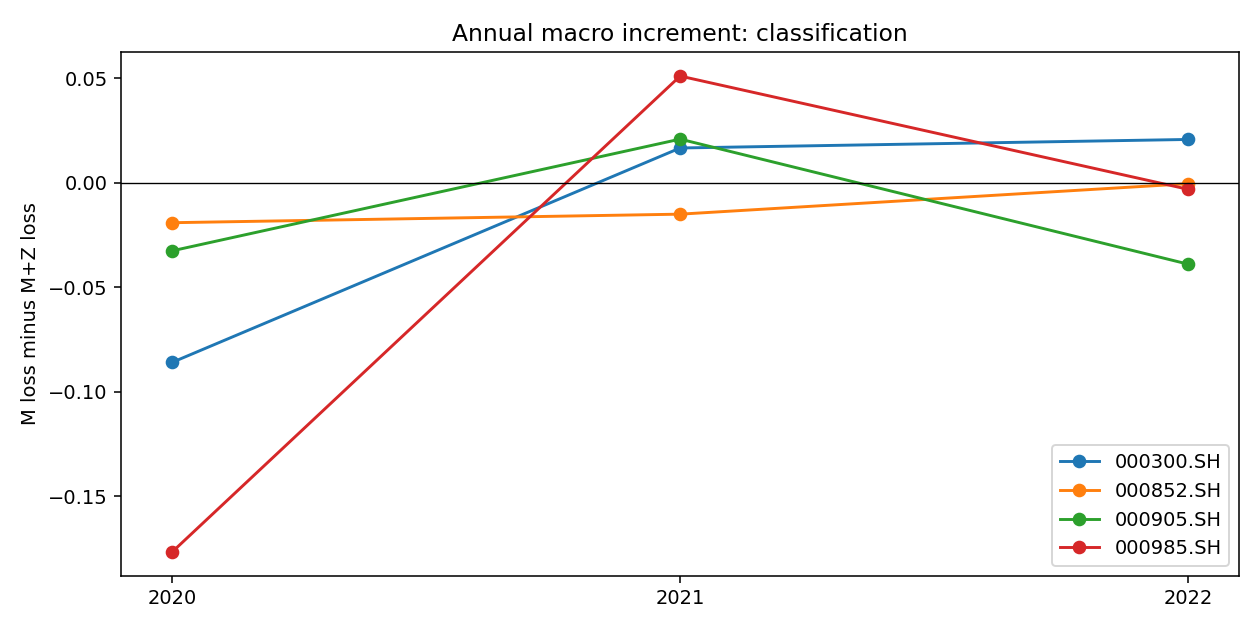 Annual macro increment: classification
M loss minus M+Z loss
0.05
0.00
−0.05
−0.10
−0.15
2020
2021
2022
000300.SH
000852.SH
000905.SH
000985.SH